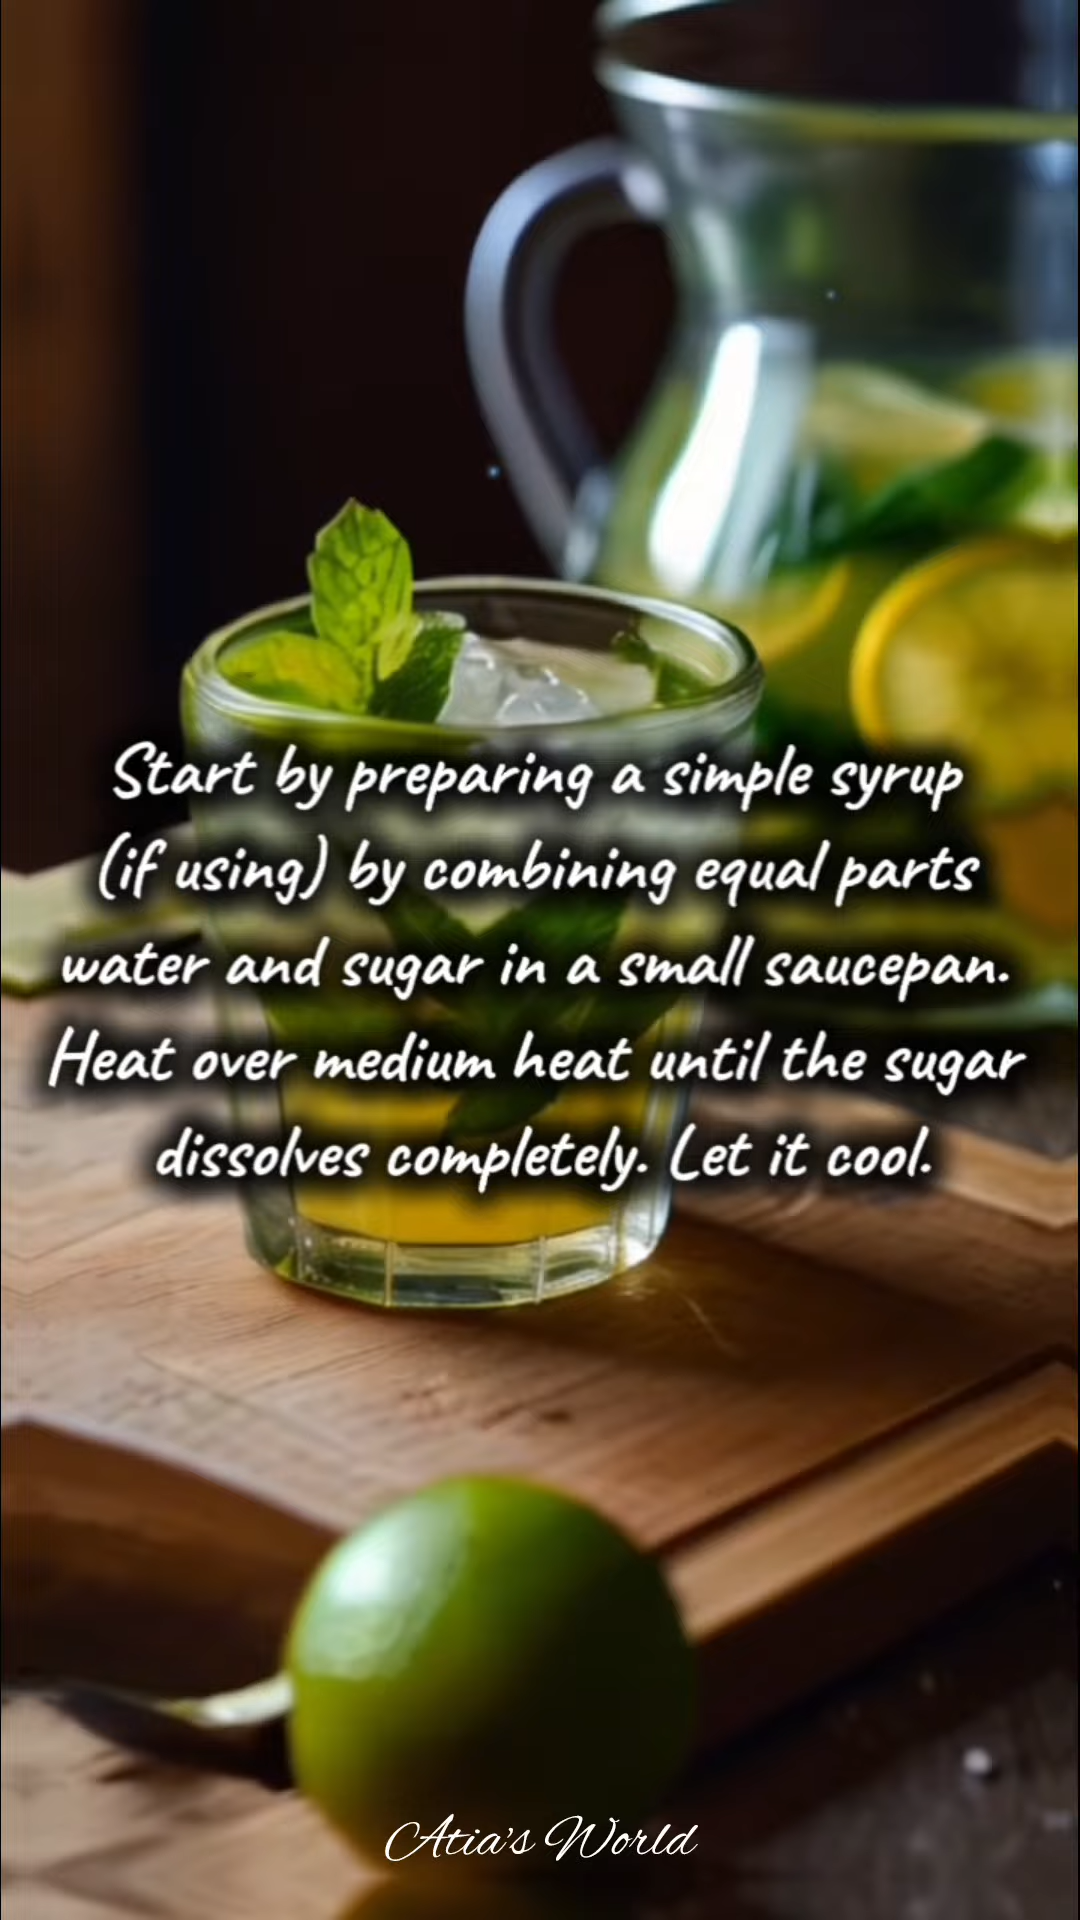 Start by preparing a simple syrup
(if using) by combining equal parts
water and sugar in a small saucepan.
Heat over medium heat until the sugar
dissolves completely. Let it cool.
Atia's World